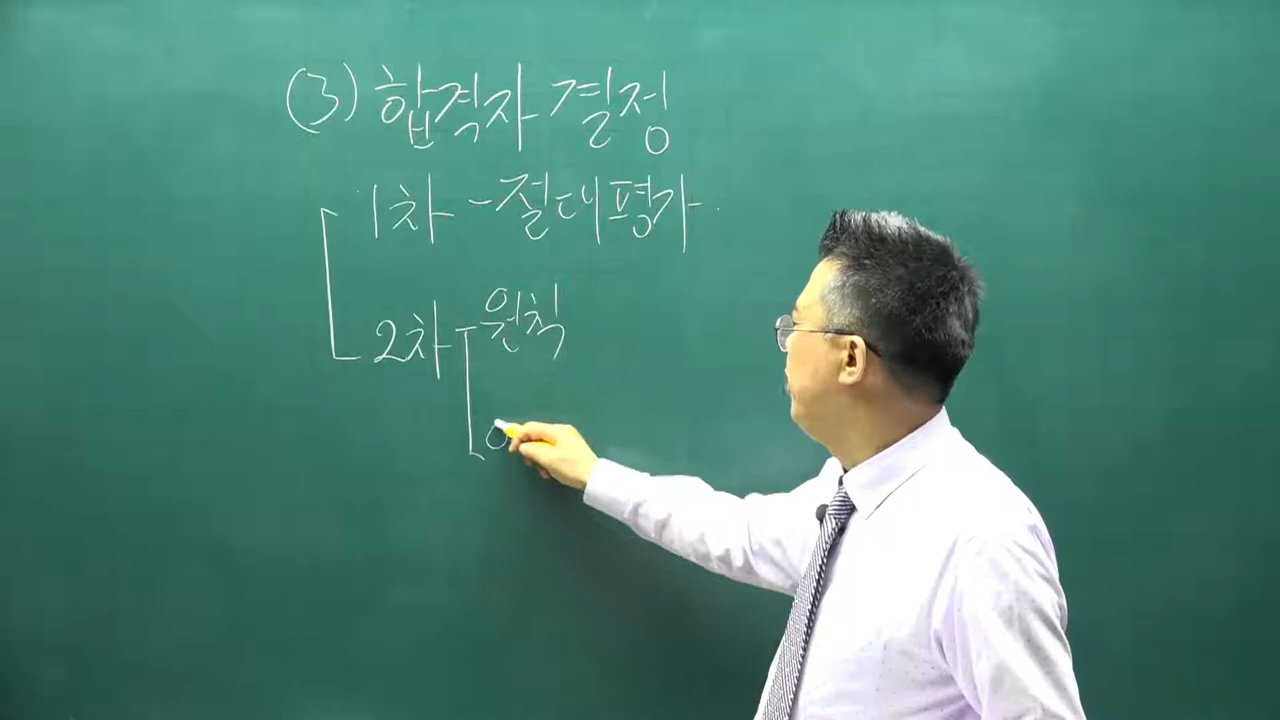 (3) 합격자 결정
1차 - 절대평가
2차 원칙